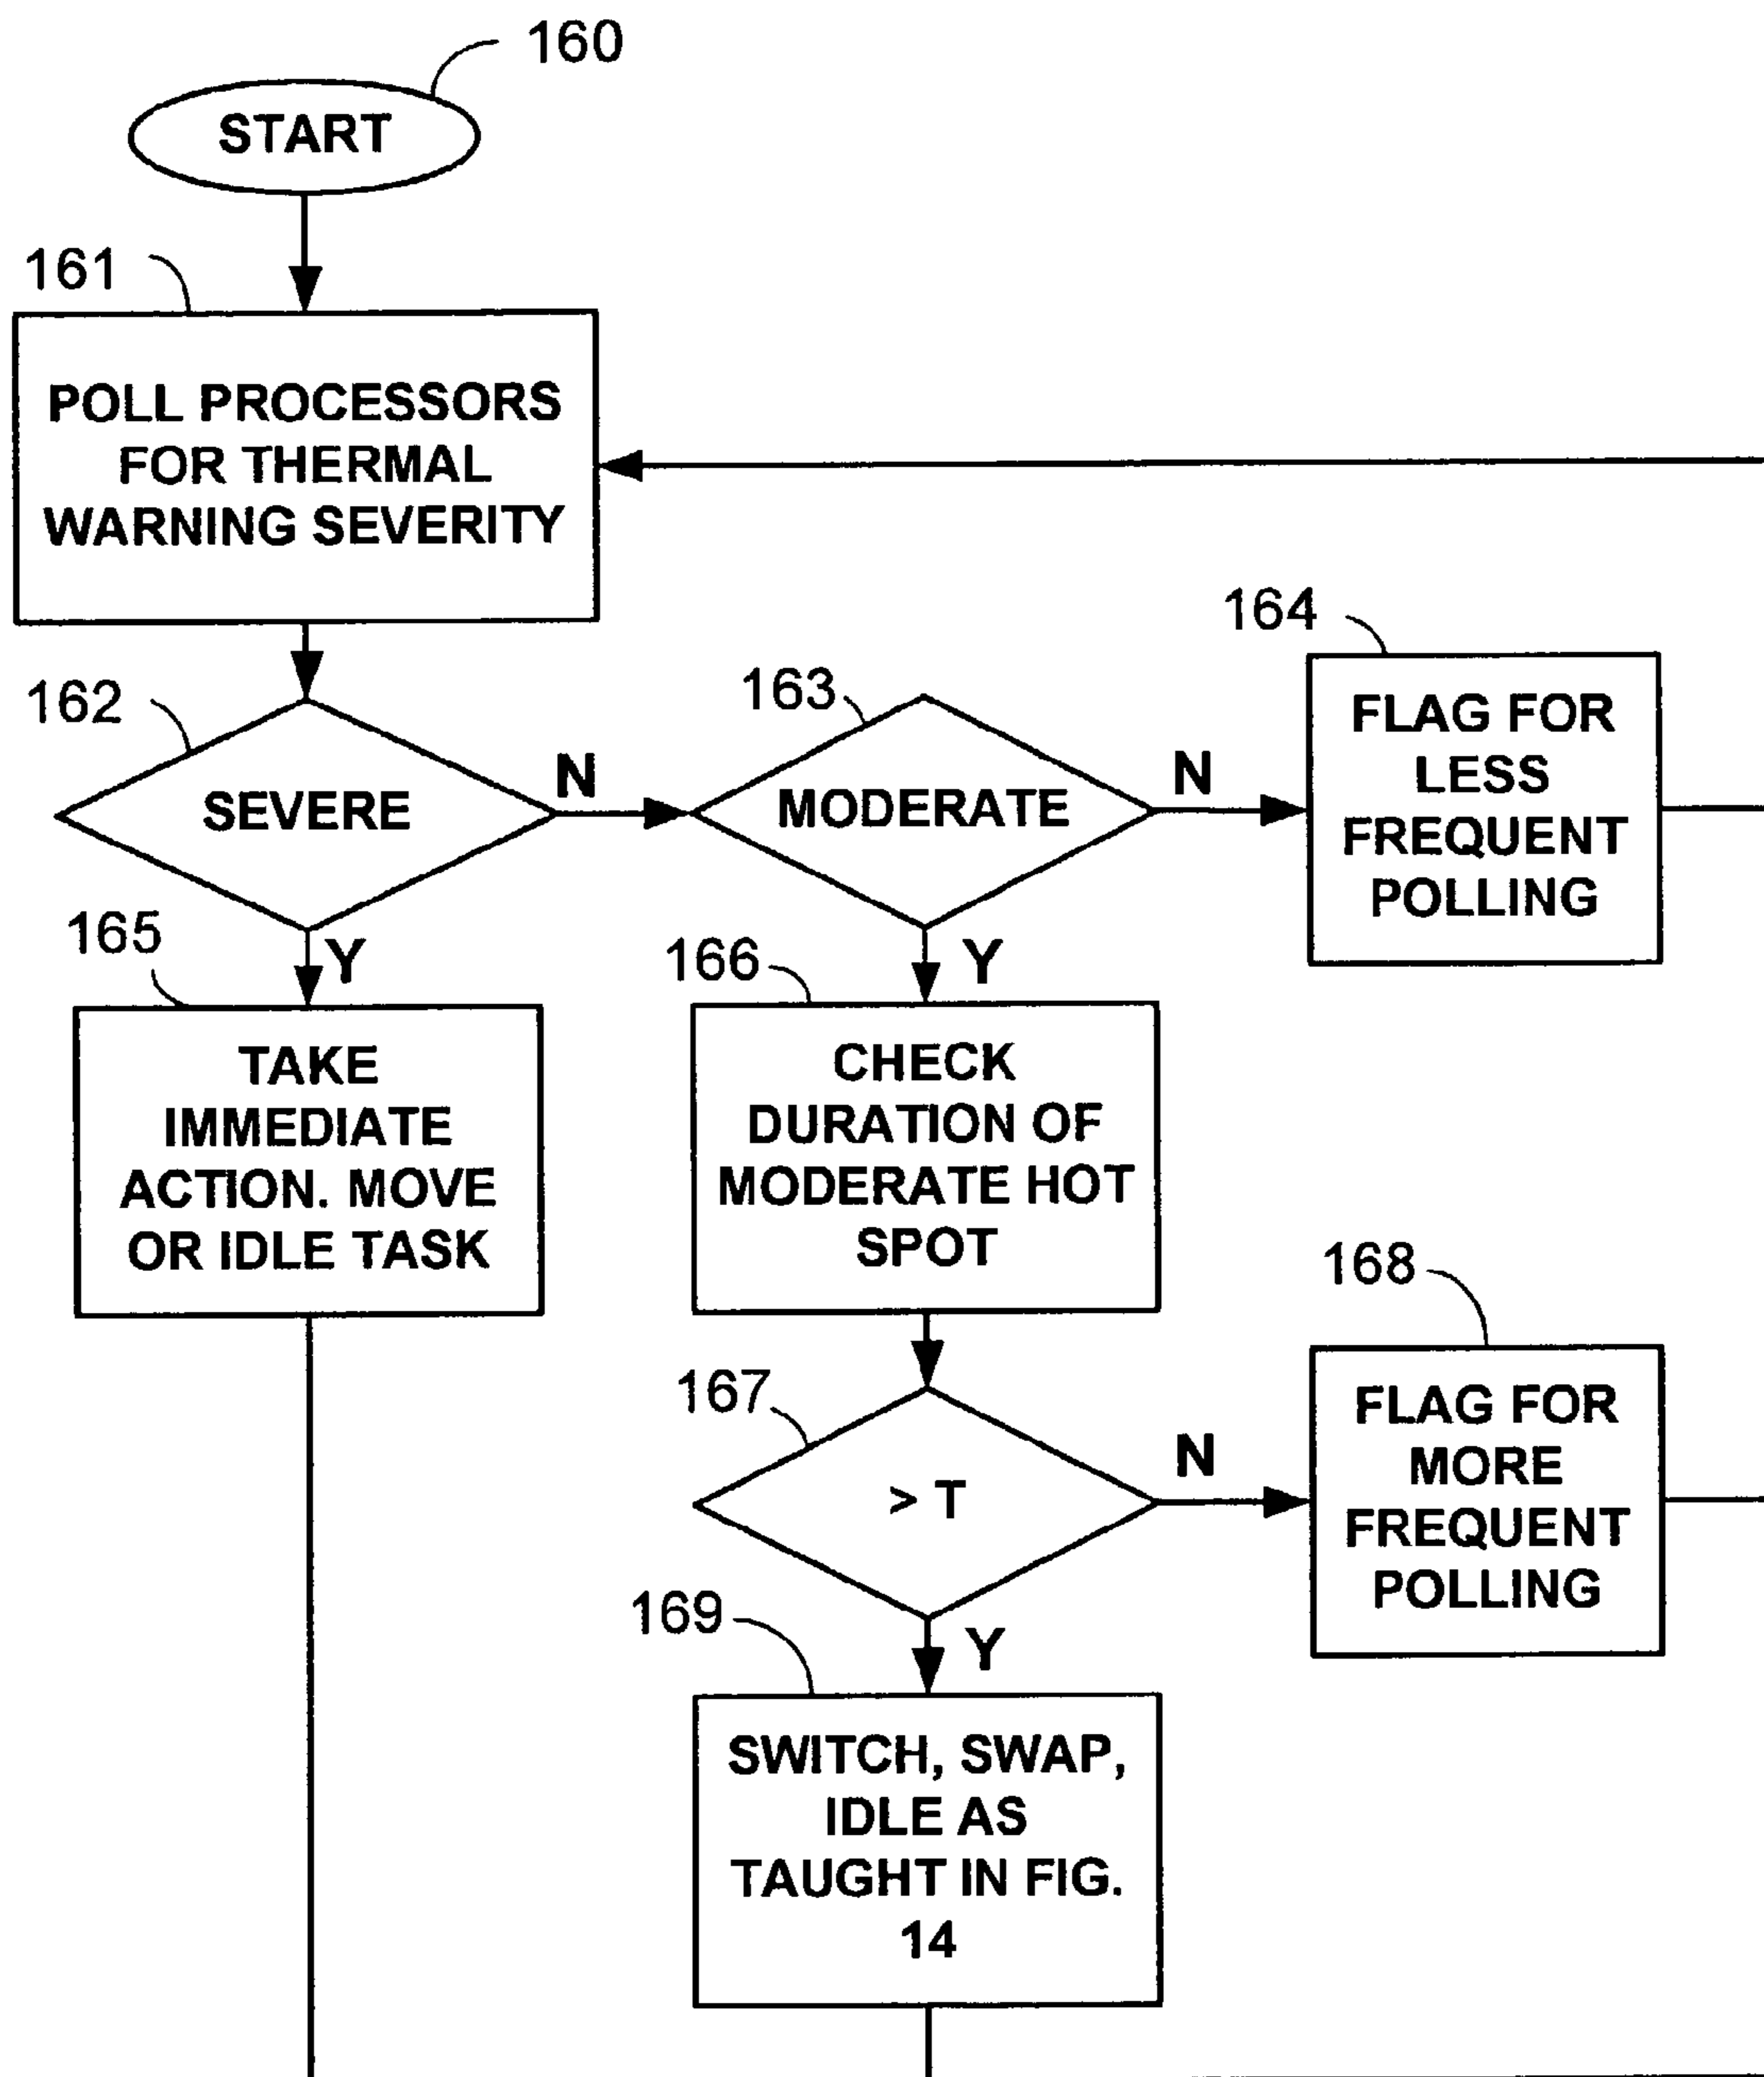 160
START
161
POLL PROCESSORS
FOR THERMAL
WARNING SEVERITY
162
SEVERE
N
163
MODERATE
N
164
FLAG FOR
LESS
FREQUENT
POLLING
165
Y
TAKE
IMMEDIATE
ACTION. MOVE
OR IDLE TASK
166
Y
CHECK
DURATION OF
MODERATE HOT
SPOT
167
> T
N
168
FLAG FOR
MORE
FREQUENT
POLLING
169
Y
SWITCH, SWAP,
IDLE AS
TAUGHT IN FIG.
14